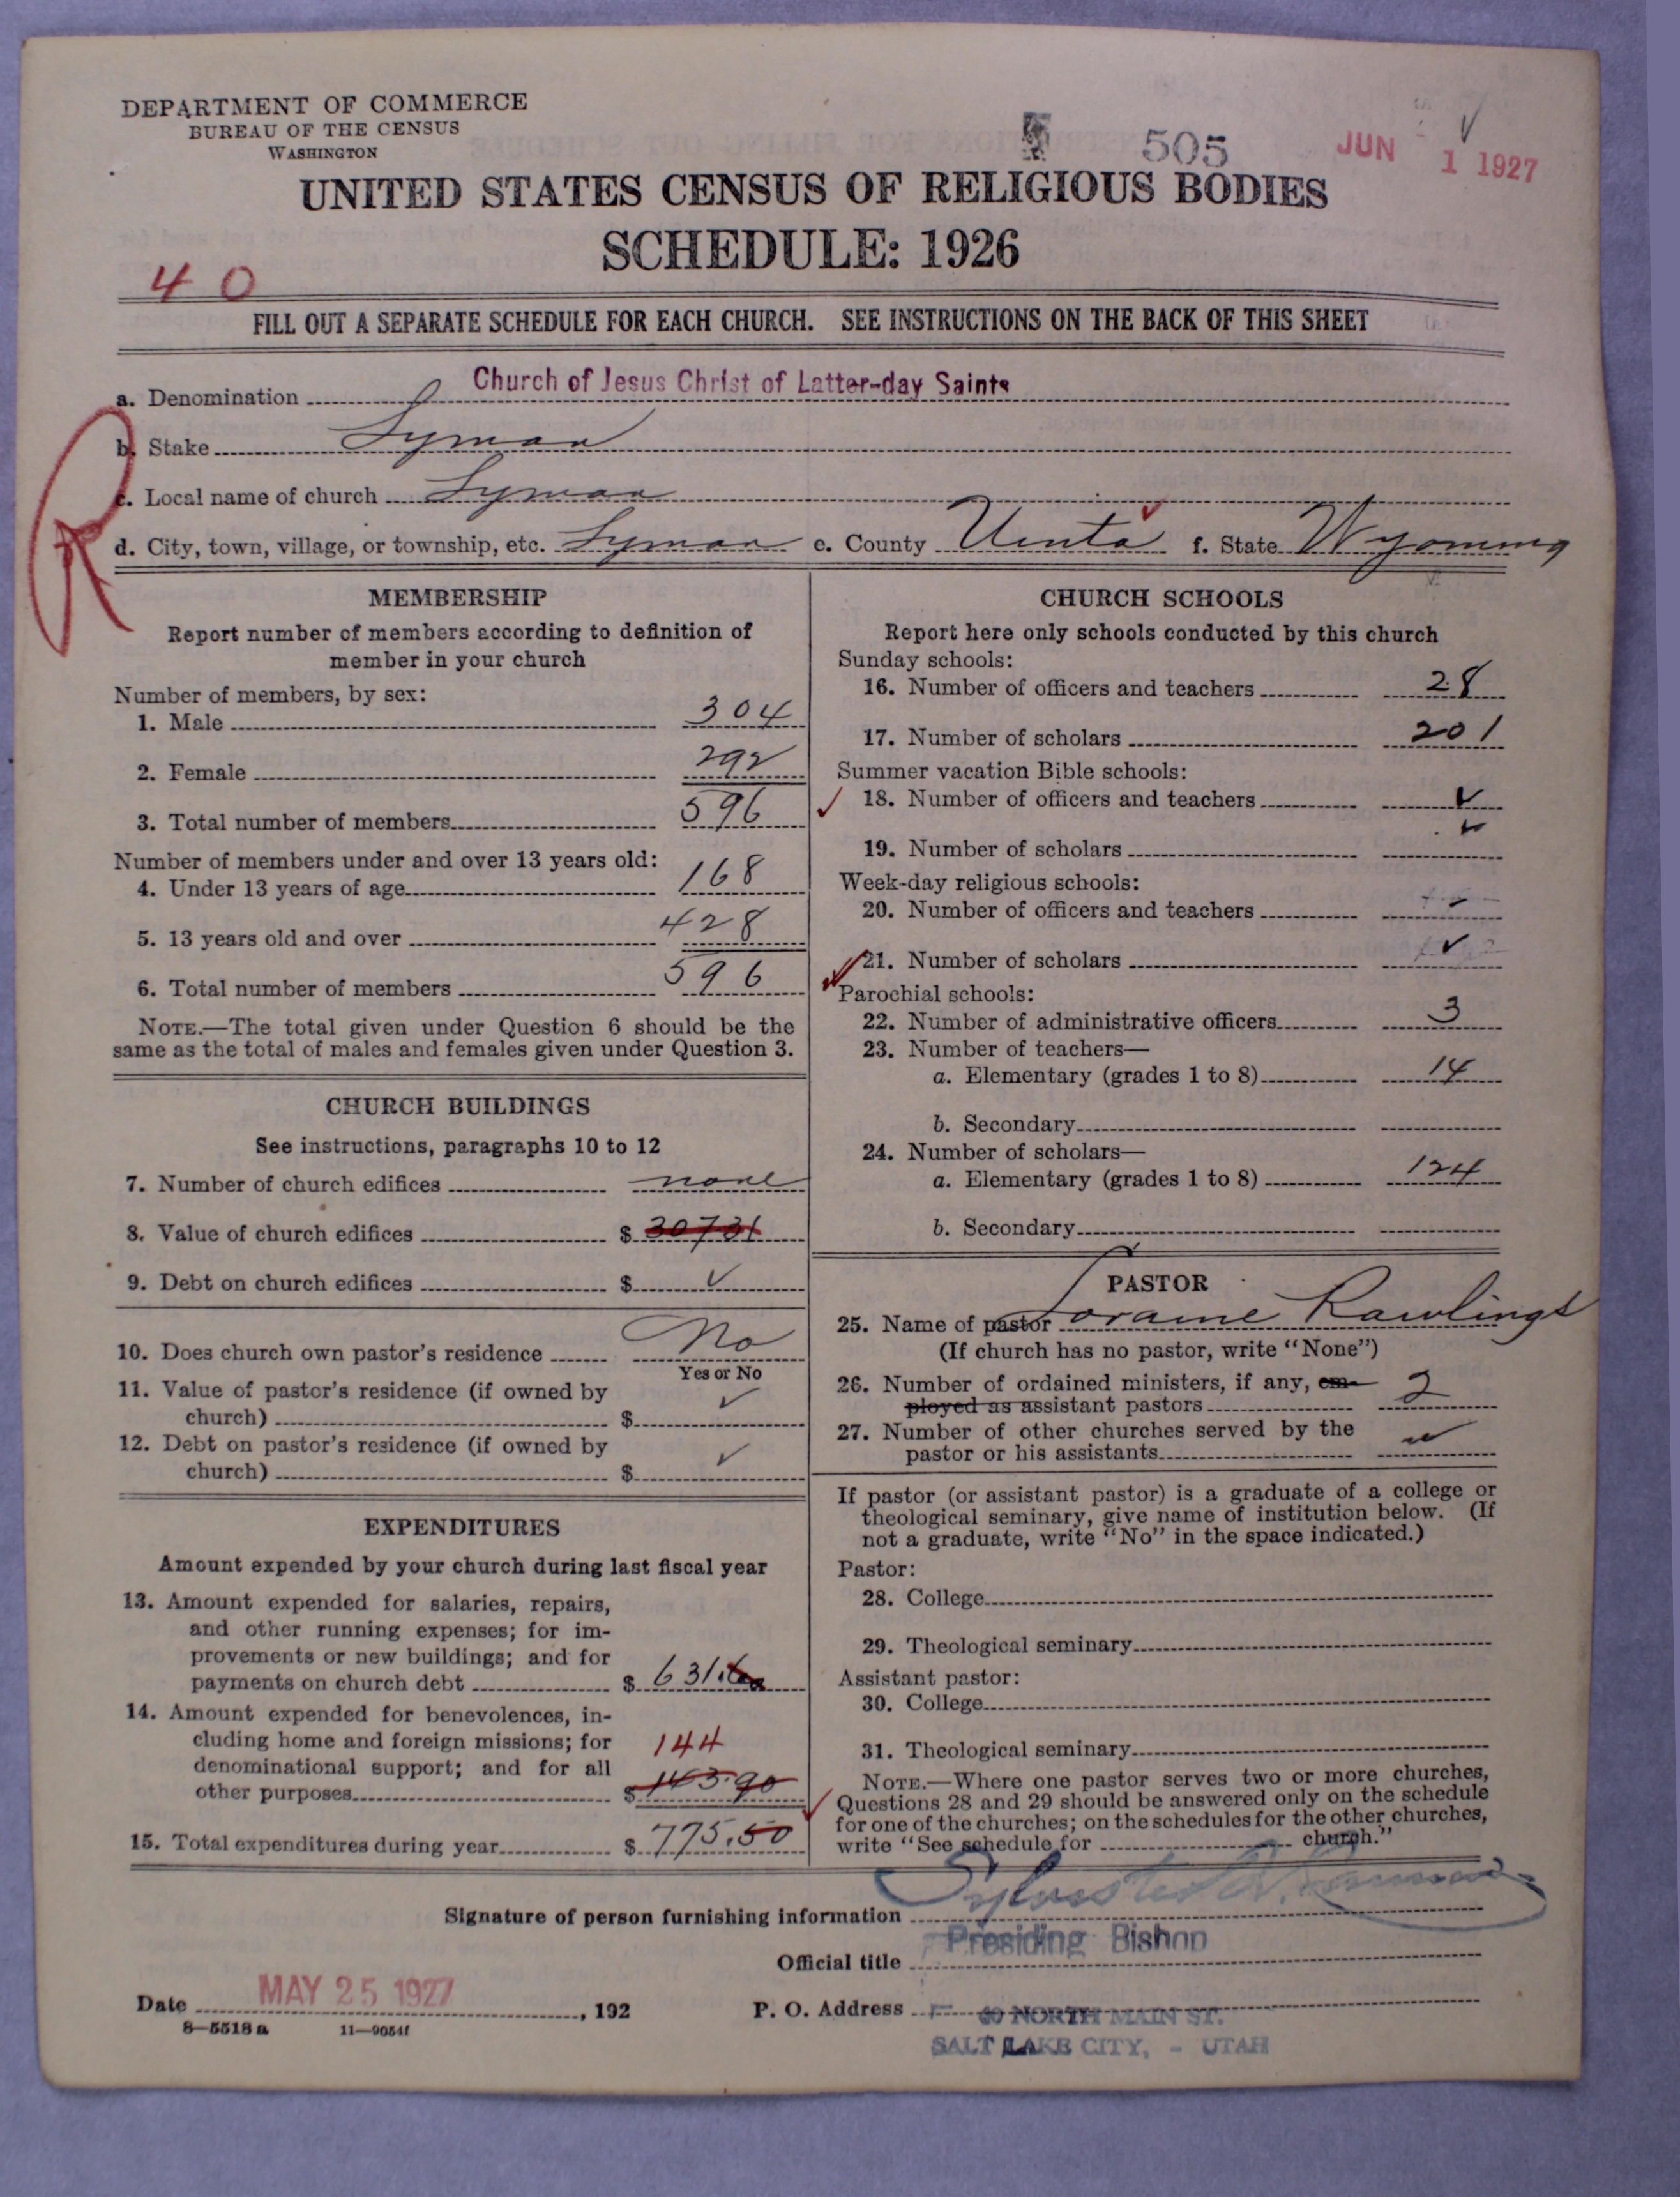 DEPARTMENT OF COMMERCE
BUREAU OF THE CENSUS
WASHINGTON
505
JUN 1 1927
UNITED STATES CENSUS OF RELIGIOUS BODIES
SCHEDULE: 1926
40
FILL OUT A SEPARATE SCHEDULE FOR EACH CHURCH. SEE INSTRUCTIONS ON THE BACK OF THIS SHEET
R
a. Denomination Church of Jesus Christ of Latter-day Saints
b. Stake Lyman
c. Local name of church Lyman
d. City, town, village, or township, etc. Lyman e. County Uinta f. State Wyoming
MEMBERSHIP
Report number of members according to definition of
member in your church
Number of members, by sex:
1. Male 304
2. Female 292
3. Total number of members 596
Number of members under and over 13 years old:
4. Under 13 years of age 168
5. 13 years old and over 428
6. Total number of members 596
NOTE.—The total given under Question 6 should be the
same as the total of males and females given under Question 3.
CHURCH BUILDINGS
See instructions, paragraphs 10 to 12
7. Number of church edifices none
8. Value of church edifices $ 30731
9. Debt on church edifices $ ✓
10. Does church own pastor's residence No
Yes or No
11. Value of pastor's residence (if owned by
church) $ ✓
12. Debt on pastor's residence (if owned by
church) $ ✓
EXPENDITURES
Amount expended by your church during last fiscal year
13. Amount expended for salaries, repairs,
and other running expenses; for im-
provements or new buildings; and for
payments on church debt $ 631.
14. Amount expended for benevolences, in-
cluding home and foreign missions; for
denominational support; and for all
144
other purposes $ 143.90
15. Total expenditures during year $ 775.50
CHURCH SCHOOLS
Report here only schools conducted by this church
Sunday schools:
16. Number of officers and teachers 28
17. Number of scholars 201
Summer vacation Bible schools:
18. Number of officers and teachers ✓
19. Number of scholars ✓
Week-day religious schools:
20. Number of officers and teachers
21. Number of scholars ✓
Parochial schools:
22. Number of administrative officers 3
23. Number of teachers—
a. Elementary (grades 1 to 8) 14
b. Secondary
24. Number of scholars—
a. Elementary (grades 1 to 8) 124
b. Secondary
PASTOR
25. Name of pastor Loraine Rawlings
(If church has no pastor, write "None")
26. Number of ordained ministers, if any, em-
ployed as assistant pastors 2
27. Number of other churches served by the
pastor or his assistants
If pastor (or assistant pastor) is a graduate of a college or
theological seminary, give name of institution below. (If
not a graduate, write "No" in the space indicated.)
Pastor:
28. College
29. Theological seminary
Assistant pastor:
30. College
31. Theological seminary
NOTE.—Where one pastor serves two or more churches,
Questions 28 and 29 should be answered only on the schedule
for one of the churches; on the schedules for the other churches,
write "See schedule for church."
Signature of person furnishing information Sylvester Q. Cannon
Official title Presiding Bishop
Date MAY 25 1927, 192
P. O. Address 40 NORTH MAIN ST.
SALT LAKE CITY, - UTAH
8—5518 a 11—9054f